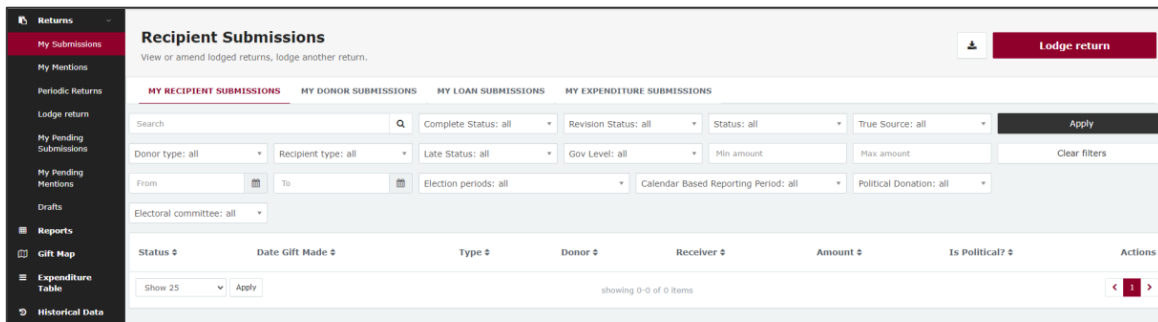 Returns
My Submissions
My Mentions
Periodic Returns
Lodge return
My Pending
Submissions
My Pending
Mentions
Drafts
Reports
Gift Map
Expenditure
Table
Historical Data
Recipient Submissions
View or amend lodged returns, lodge another return.
Lodge return
MY RECIPIENT SUBMISSIONS MY DONOR SUBMISSIONS MY LOAN SUBMISSIONS MY EXPENDITURE SUBMISSIONS
Search Complete Status: all Revision Status: all Status: all True Source: all Apply
Donor type: all Recipient type: all Late Status: all Gov Level: all Min amount Max amount Clear filters
From To Election periods: all Calendar Based Reporting Period: all Political Donation: all
Electoral committee: all
Status Date Gift Made Type Donor Receiver Amount Is Political? Actions
Show 25 Apply showing 0-0 of 0 items 1